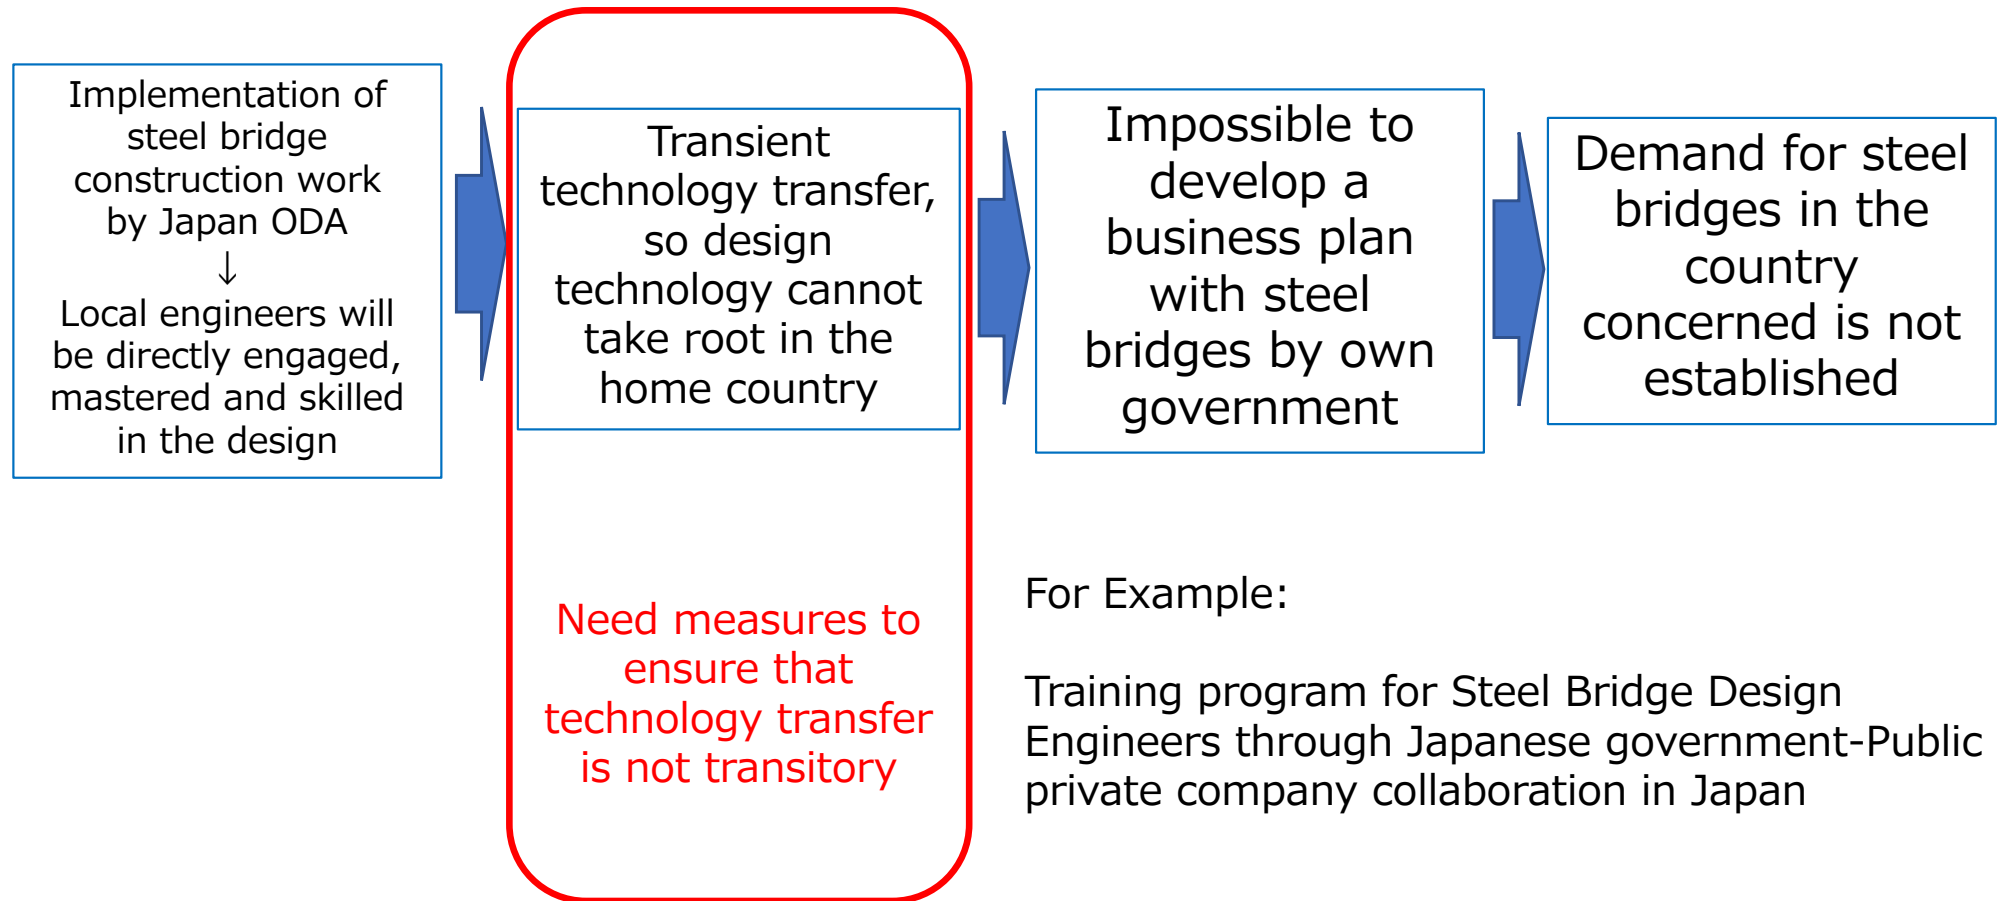 Implementation of
steel bridge
construction work
by Japan ODA
↓
Local engineers will
be directly engaged,
mastered and skilled
in the design
Transient
technology transfer,
so design
technology cannot
take root in the
home country
Need measures to
ensure that
technology transfer
is not transitory
Impossible to
develop a
business plan
with steel
bridges by own
government
Demand for steel
bridges in the
country
concerned is not
established
For Example:
Training program for Steel Bridge Design
Engineers through Japanese government-Public
private company collaboration in Japan